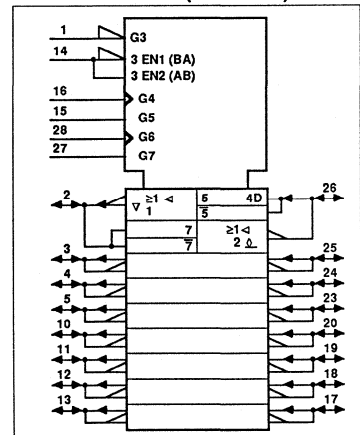 1 G3
14 3 EN1 (BA)
3 EN2 (AB)
16 G4
15 G5
28 G6
27 G7
2 ≥1 ◁ 5 4D 26
▽ 1 5̅
7 ≥1 ◁
7̅ 2 ◊
3 25
4 24
5 23
10 20
11 19
12 18
13 17